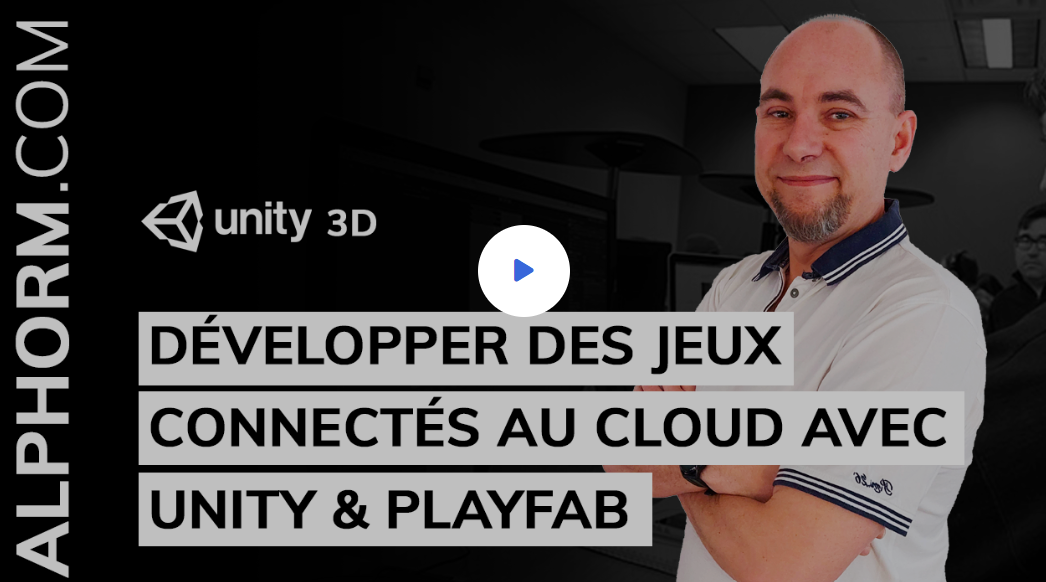 ALPHORM.COM
unity 3D
DÉVELOPPER DES JEUX
CONNECTÉS AU CLOUD AVEC
UNITY & PLAYFAB